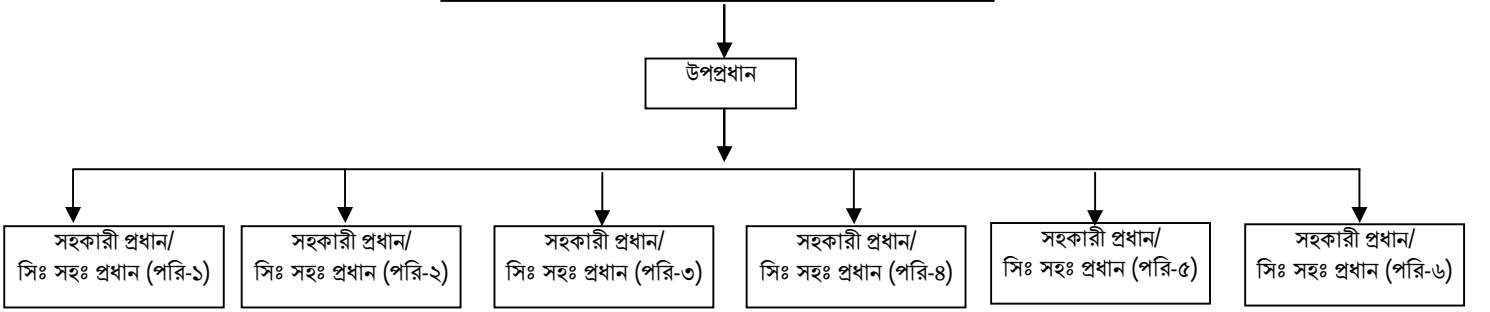 উপপ্রধান
সহকারী প্রধান/
সিঃ সহঃ প্রধান (পরি-১)
সহকারী প্রধান/
সিঃ সহঃ প্রধান (পরি-২)
সহকারী প্রধান/
সিঃ সহঃ প্রধান (পরি-৩)
সহকারী প্রধান/
সিঃ সহঃ প্রধান (পরি-৪)
সহকারী প্রধান/
সিঃ সহঃ প্রধান (পরি-৫)
সহকারী প্রধান/
সিঃ সহঃ প্রধান (পরি-৬)